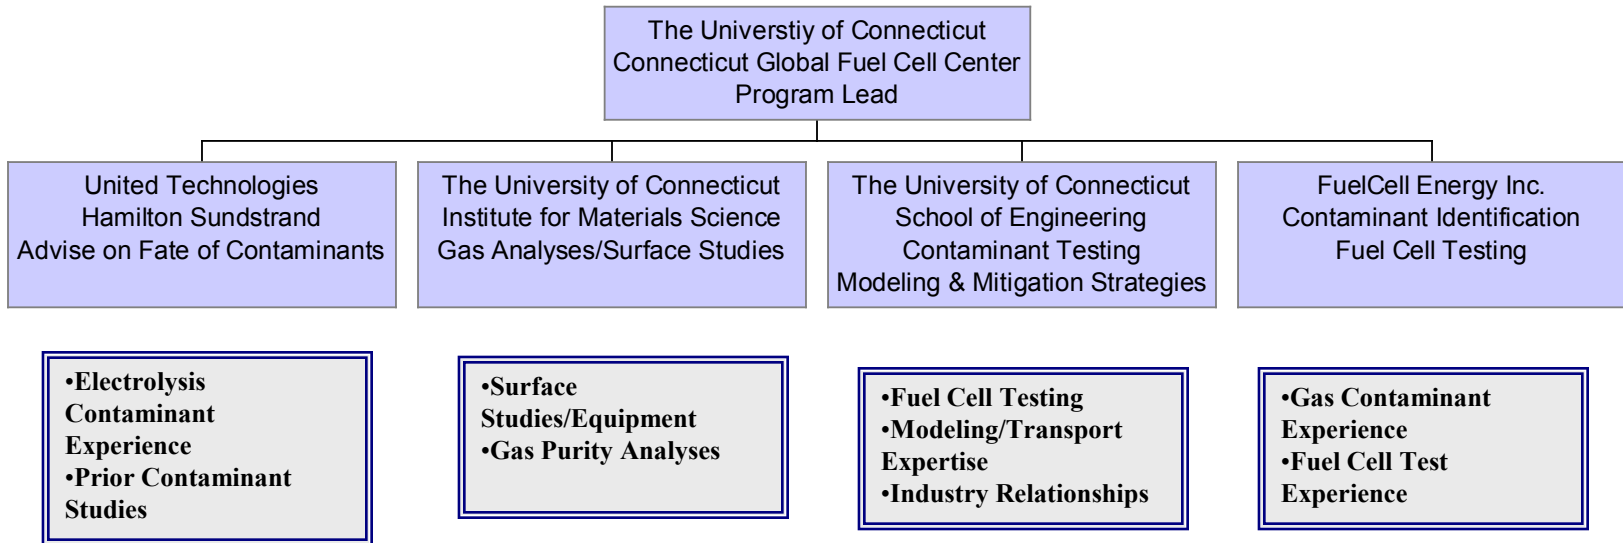 The Universtiy of Connecticut
Connecticut Global Fuel Cell Center
Program Lead
United Technologies
Hamilton Sundstrand
Advise on Fate of Contaminants
The University of Connecticut
Institute for Materials Science
Gas Analyses/Surface Studies
The University of Connecticut
School of Engineering
Contaminant Testing
Modeling & Mitigation Strategies
FuelCell Energy Inc.
Contaminant Identification
Fuel Cell Testing
•Electrolysis
Contaminant
Experience
•Prior Contaminant
Studies
•Surface
Studies/Equipment
•Gas Purity Analyses
•Fuel Cell Testing
•Modeling/Transport
Expertise
•Industry Relationships
•Gas Contaminant
Experience
•Fuel Cell Test
Experience